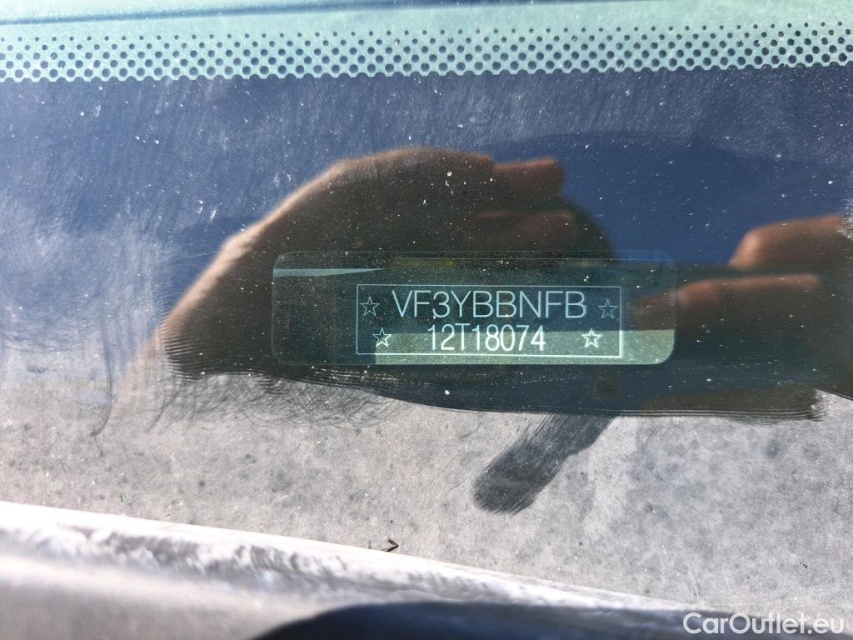 ☆ VF3YBBNFB ☆
☆ 12T18074 ☆
CarOutlet.eu